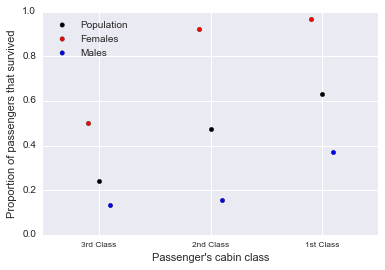 1.0
0.8
0.6
0.4
0.2
0.0
Proportion of passengers that survived
Population
Females
Males
3rd Class
2nd Class
1st Class
Passenger's cabin class